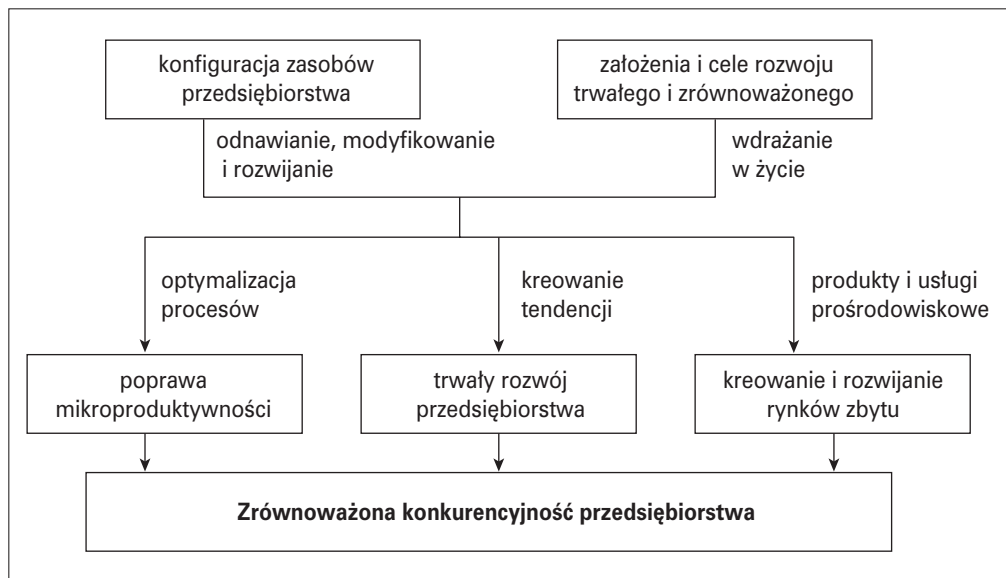 konfiguracja zasobów
przedsiębiorstwa
założenia i cele rozwoju
trwałego i zrównoważonego
odnawianie, modyfikowanie
i rozwijanie
wdrażanie
w życie
optymalizacja
procesów
kreowanie
tendencji
produkty i usługi
prośrodowiskowe
poprawa
mikroproduktywności
trwały rozwój
przedsiębiorstwa
kreowanie i rozwijanie
rynków zbytu
Zrównoważona konkurencyjność przedsiębiorstwa